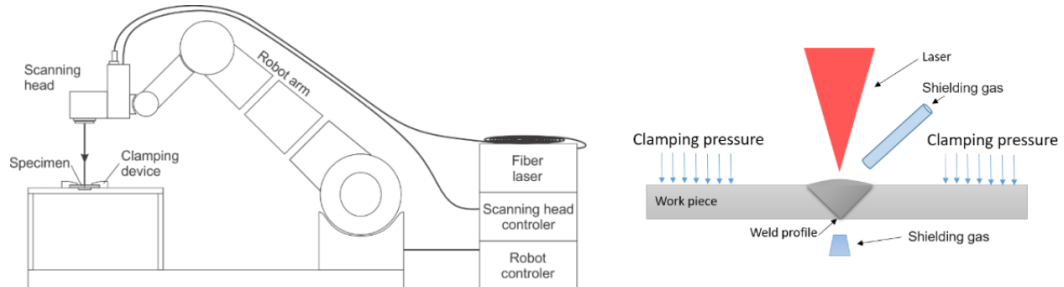 Scanning
head
Robot arm
Specimen
Clamping
device
Fiber
laser
Scanning head
controler
Robot
controler
Laser
Shielding gas
Clamping pressure
Clamping pressure
Work piece
Weld profile
Shielding gas